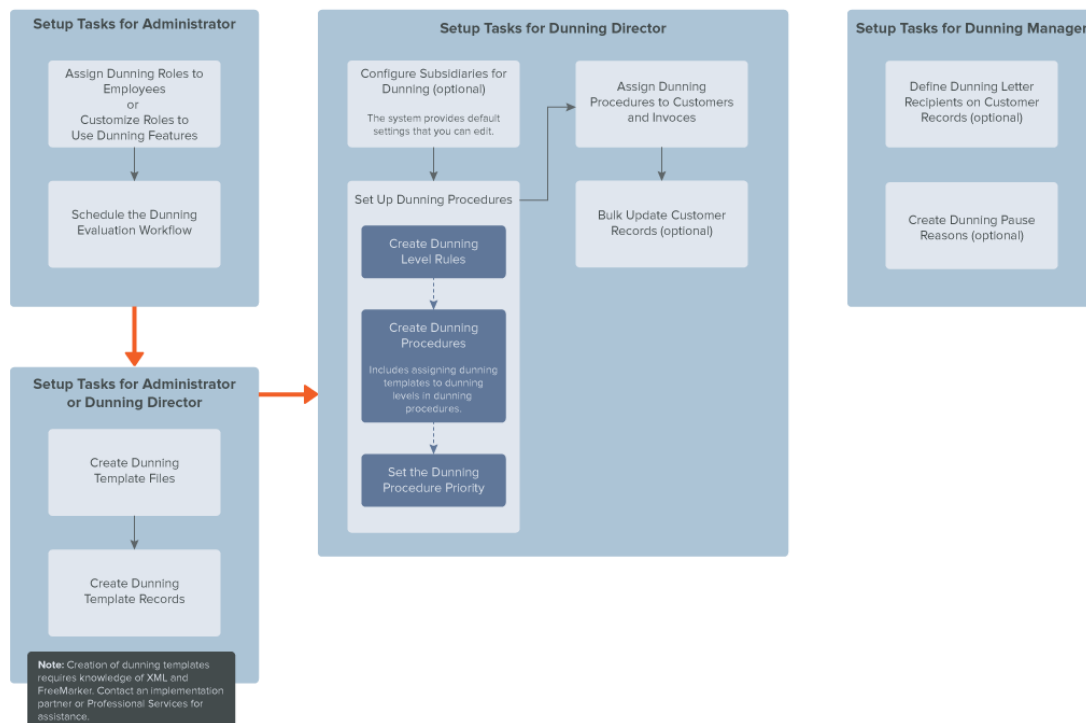 Setup Tasks for Administrator
Assign Dunning Roles to
Employees
or
Customize Roles to
Use Dunning Features
Schedule the Dunning
Evaluation Workflow
Setup Tasks for Administrator
or Dunning Director
Create Dunning
Template Files
Create Dunning
Template Records
Note: Creation of dunning templates
requires knowledge of XML and
FreeMarker. Contact an implementation
partner or Professional Services for
assistance.
Setup Tasks for Dunning Director
Configure Subsidiaries for
Dunning (optional)
The system provides default
settings that you can edit.
Set Up Dunning Procedures
Create Dunning
Level Rules
Create Dunning
Procedures
Includes assigning dunning
templates to dunning
levels in dunning
procedures.
Set the Dunning
Procedure Priority
Assign Dunning
Procedures to Customers
and Invoces
Bulk Update Customer
Records (optional)
Setup Tasks for Dunning Manager
Define Dunning Letter
Recipients on Customer
Records (optional)
Create Dunning Pause
Reasons (optional)